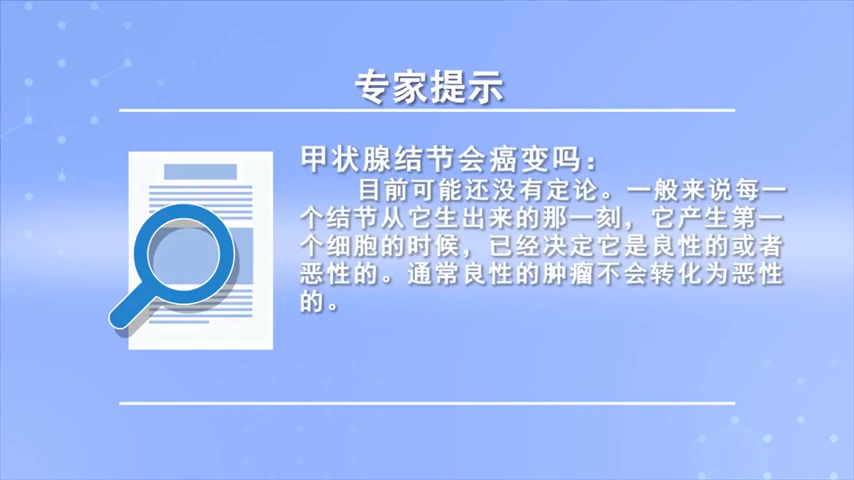 专家提示
甲状腺结节会癌变吗：
目前可能还没有定论。一般来说每一
个结节从它生出来的那一刻，它产生第一
个细胞的时候，已经决定它是良性的或者
恶性的。通常良性的肿瘤不会转化为恶性
的。